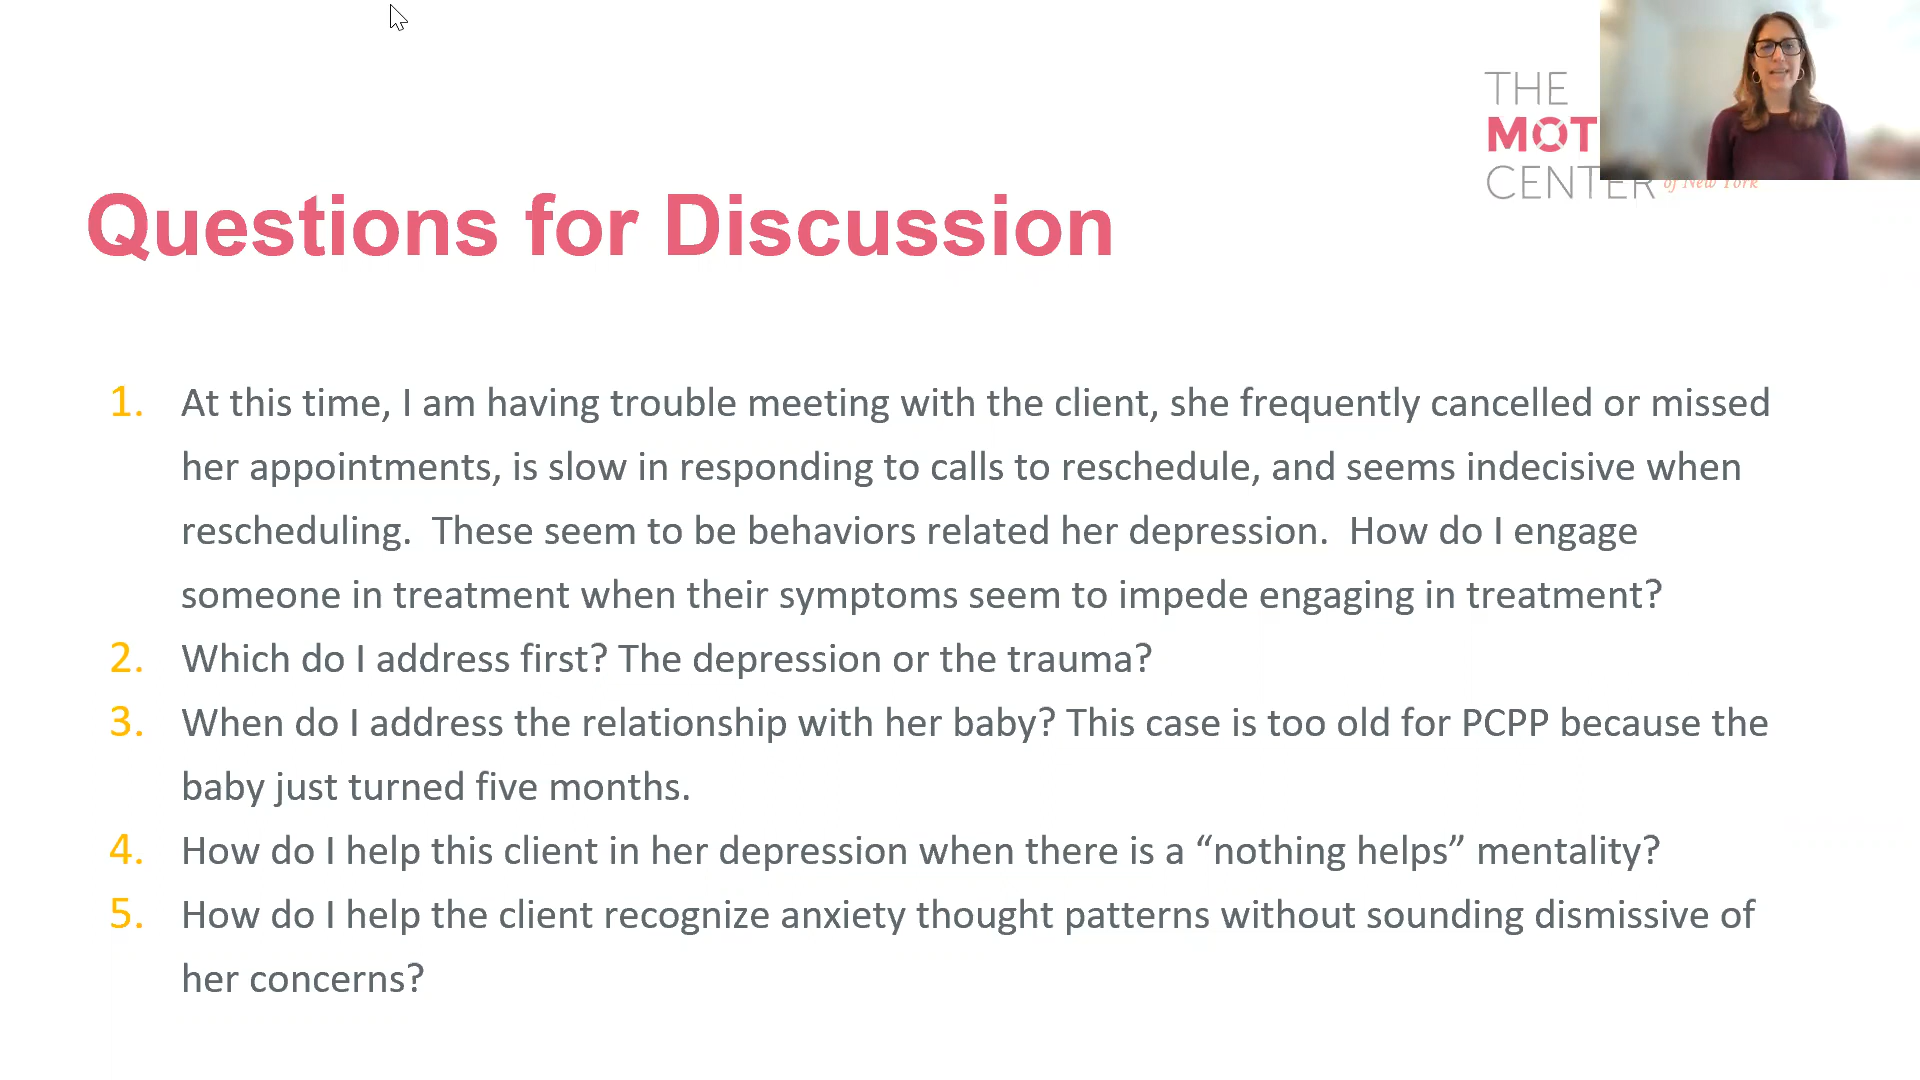 THE
MOT
CENTER of New York
Questions for Discussion
1. At this time, I am having trouble meeting with the client, she frequently cancelled or missed
her appointments, is slow in responding to calls to reschedule, and seems indecisive when
rescheduling.  These seem to be behaviors related her depression.  How do I engage
someone in treatment when their symptoms seem to impede engaging in treatment?
2. Which do I address first? The depression or the trauma?
3. When do I address the relationship with her baby? This case is too old for PCPP because the
baby just turned five months.
4. How do I help this client in her depression when there is a “nothing helps” mentality?
5. How do I help the client recognize anxiety thought patterns without sounding dismissive of
her concerns?